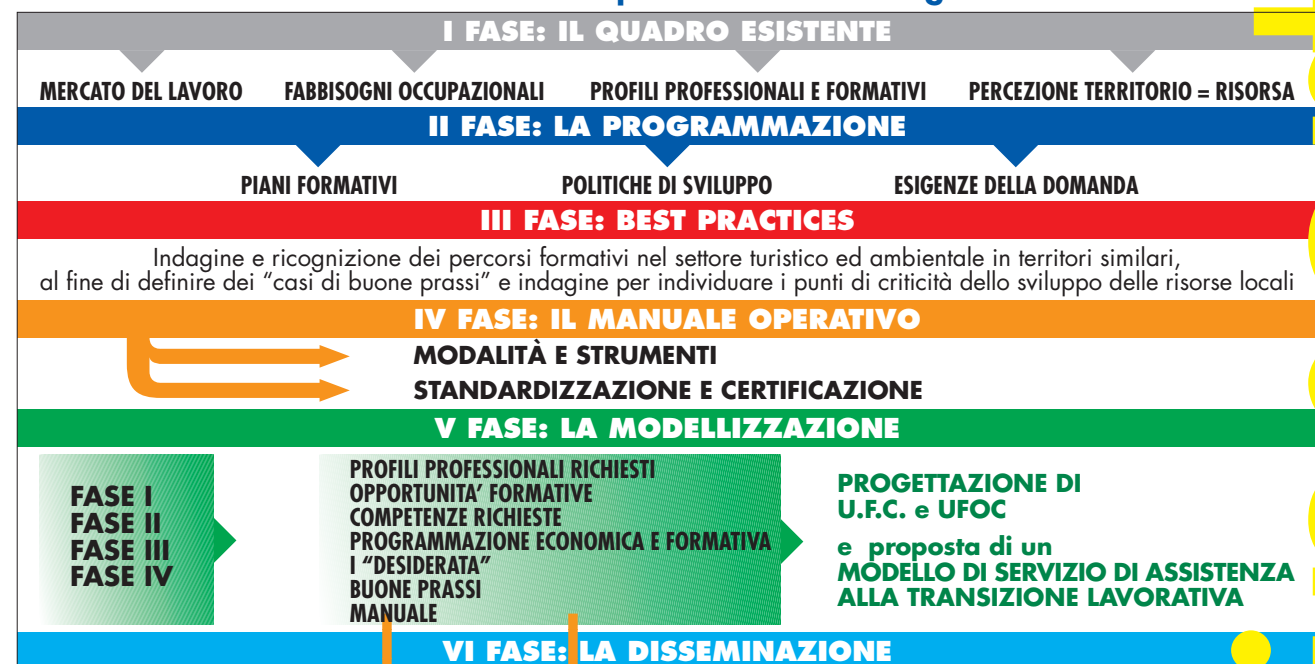 I FASE: IL QUADRO ESISTENTE
MERCATO DEL LAVORO FABBISOGNI OCCUPAZIONALI PROFILI PROFESSIONALI E FORMATIVI PERCEZIONE TERRITORIO = RISORSA
II FASE: LA PROGRAMMAZIONE
PIANI FORMATIVI POLITICHE DI SVILUPPO ESIGENZE DELLA DOMANDA
III FASE: BEST PRACTICES
Indagine e ricognizione dei percorsi formativi nel settore turistico ed ambientale in territori similari,
al fine di definire dei “casi di buone prassi” e indagine per individuare i punti di criticità dello sviluppo delle risorse locali
IV FASE: IL MANUALE OPERATIVO
MODALITÀ E STRUMENTI
STANDARDIZZAZIONE E CERTIFICAZIONE
V FASE: LA MODELLIZZAZIONE
FASE I
FASE II
FASE III
FASE IV
PROFILI PROFESSIONALI RICHIESTI
OPPORTUNITA’ FORMATIVE
COMPETENZE RICHIESTE
PROGRAMMAZIONE ECONOMICA E FORMATIVA
I “DESIDERATA”
BUONE PRASSI
MANUALE
PROGETTAZIONE DI
U.F.C. e UFOC
e proposta di un
MODELLO DI SERVIZIO DI ASSISTENZA
ALLA TRANSIZIONE LAVORATIVA
VI FASE: LA DISSEMINAZIONE